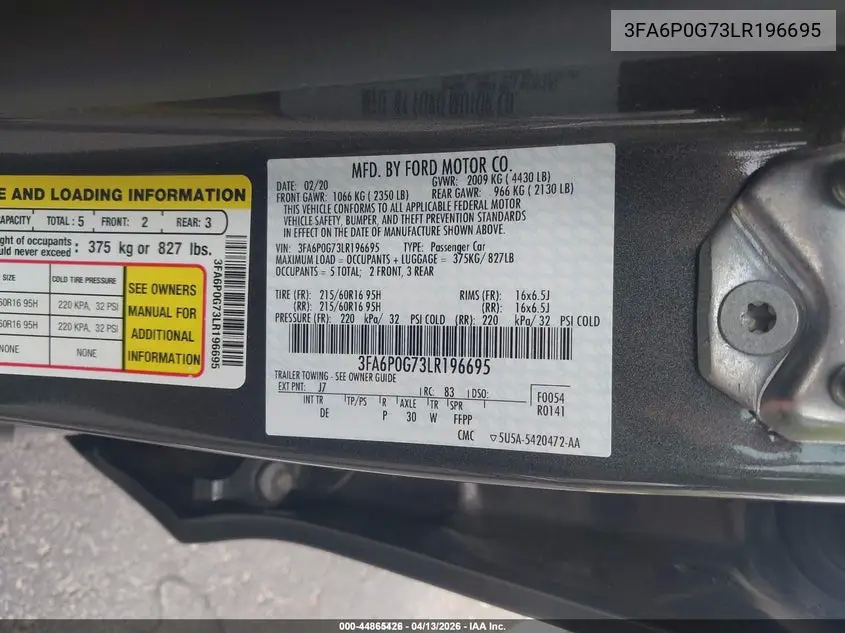 3FA6P0G73LR196695
MFD. BY FORD MOTOR CO.
DATE: 02/20 GVWR: 2009 KG ( 4430 LB)
FRONT GAWR: 1066 KG ( 2350 LB) REAR GAWR: 966 KG ( 2130 LB)
THIS VEHICLE CONFORMS TO ALL APPLICABLE FEDERAL MOTOR
VEHICLE SAFETY, BUMPER, AND THEFT PREVENTION STANDARDS
IN EFFECT ON THE DATE OF MANUFACTURE SHOWN ABOVE.
VIN: 3FA6P0G73LR196695 TYPE: Passenger Car
MAXIMUM LOAD = OCCUPANTS + LUGGAGE = 375KG/ 827LB
OCCUPANTS = 5 TOTAL; 2 FRONT, 3 REAR
TIRE (FR): 215/60R16 95H RIMS (FR): 16x6.5J
(RR): 215/60R16 95H (RR): 16x6.5J
PRESSURE (FR): 220 kPa/ 32 PSI COLD (RR): 220 kPa/ 32 PSI COLD
3FA6P0G73LR196695
TRAILER TOWING - SEE OWNER GUIDE
EXT PNT: J7 RC: 83 DSO: F0054
INT TR TP/PS R AXLE TR SPR R0141
DE P 30 W FFPP
CMC ▽5U5A-5420472-AA
E AND LOADING INFORMATION
CAPACITY TOTAL : 5 FRONT: 2 REAR: 3
ght of occupants
uld never exceed : 375 kg or 827 lbs.
SIZE COLD TIRE PRESSURE
60R16 95H 220 KPA, 32 PSI
60R16 95H 220 KPA, 32 PSI
NONE NONE
SEE OWNERS
MANUAL FOR
ADDITIONAL
INFORMATION
3FA6P0G73LR196695
000-44865426 - 04/13/2026 - IAA Inc.